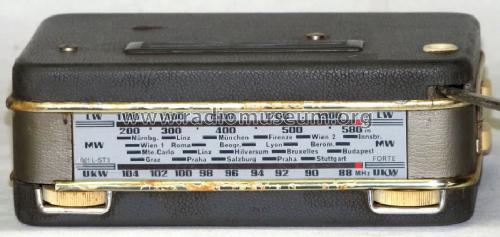 LW LW
www.radiomuseum.org
200 300 400 500 580 m
Nürnbg. Linz München Firenze Wien 2 Innsbr.
MW Wien 1 Roma Beogr. Lyon Berom. MW
Mte. Carlo Linz Hilversum Bruxelles Budapest
Graz Praha Salzburg Praha Stuttgart FORTE
UKW 104 102 100 98 96 94 92 90 88 MHz UKW